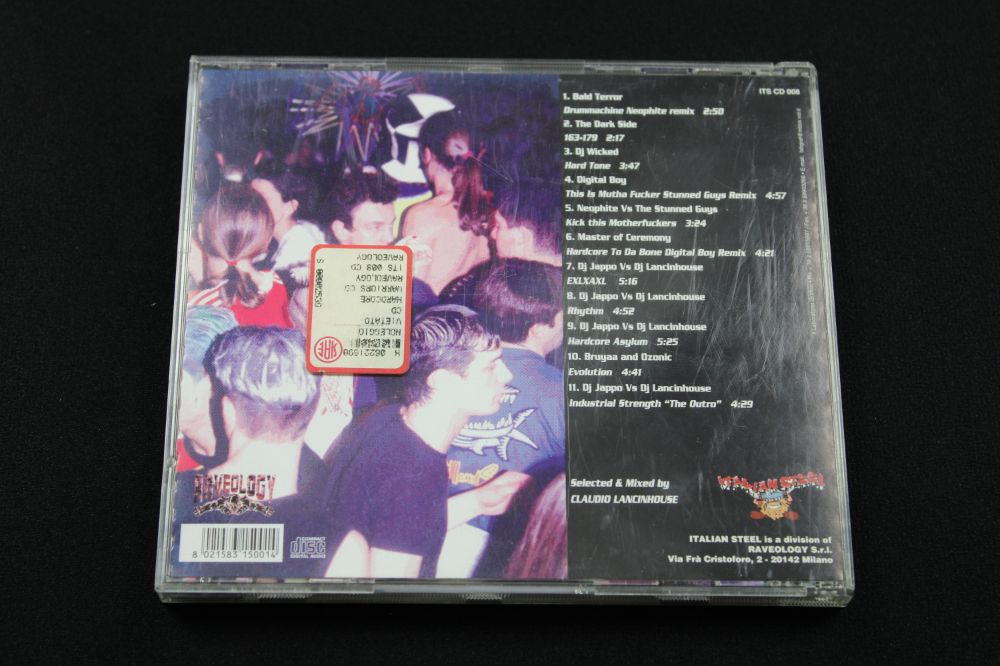 ITS CD 008
1. Bald Terror
Drummachine Neophite remix 2:50
2. The Dark Side
163-179 2:17
3. Dj Wicked
Hard Tone 3:47
4. Digital Boy
This Is Mutha Fucker Stunned Guys Remix 4:57
5. Neophite Vs The Stunned Guys
Kick this Motherfuckers 3:24
6. Master of Ceremony
Hardcore To Da Bone Digital Boy Remix 4:21
7. Dj Jappo Vs Dj Lancinhouse
EXLXAXL 5:16
8. Dj Jappo Vs Dj Lancinhouse
Rhythm 4:52
9. Dj Jappo Vs Dj Lancinhouse
Hardcore Asylum 5:25
10. Bruyaa and Ozonic
Evolution 4:41
11. Dj Jappo Vs Dj Lancinhouse
Industrial Strength "The Outro" 4:29
Selected & Mixed by
CLAUDIO LANCINHOUSE
ITALIAN STEEL
ITALIAN STEEL is a division of
RAVEOLOGY S.r.l.
Via Frà Cristoforo, 2 - 20142 Milano
SIAE
N 06221698
NOLEGGIO
VIETATO
CD
HARDCORE
WARRIORS CD
RAVEOLOGY
ITS 008 CD
RAVEOLOGY
RAVEOLOGY
8 021583 150014
COMPACT
disc
DIGITAL AUDIO